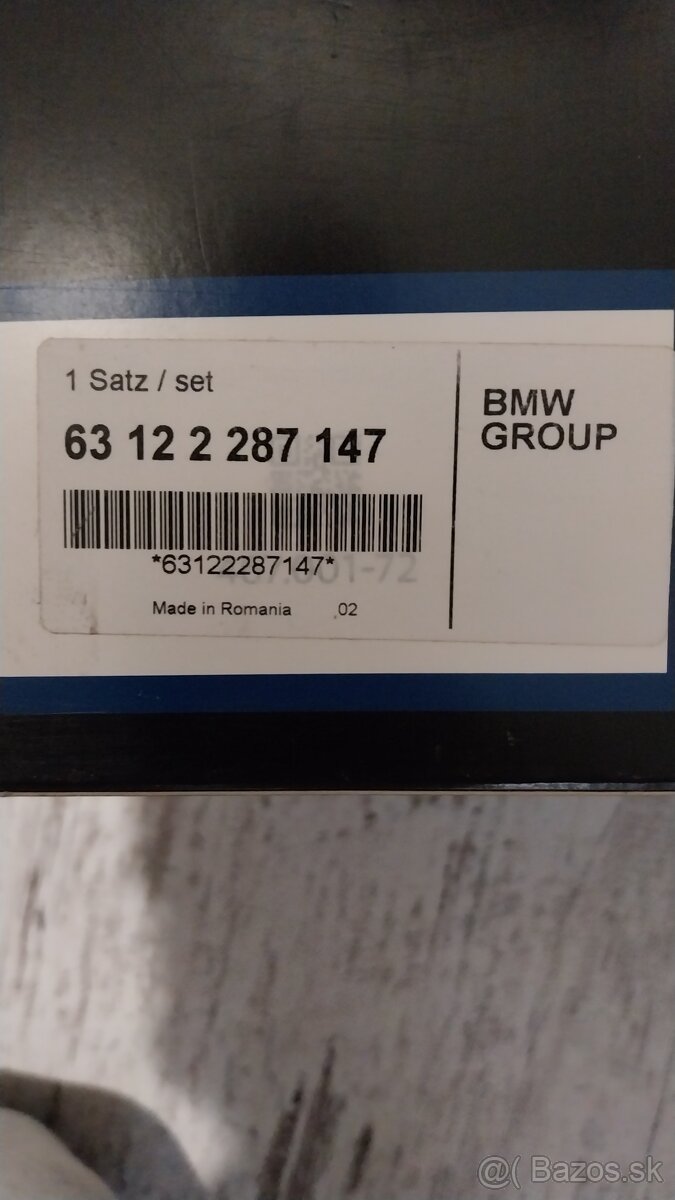 1 Satz / set
63 12 2 287 147
*63122287147*
Made in Romania .02
BMW
GROUP
@( Bazos.sk